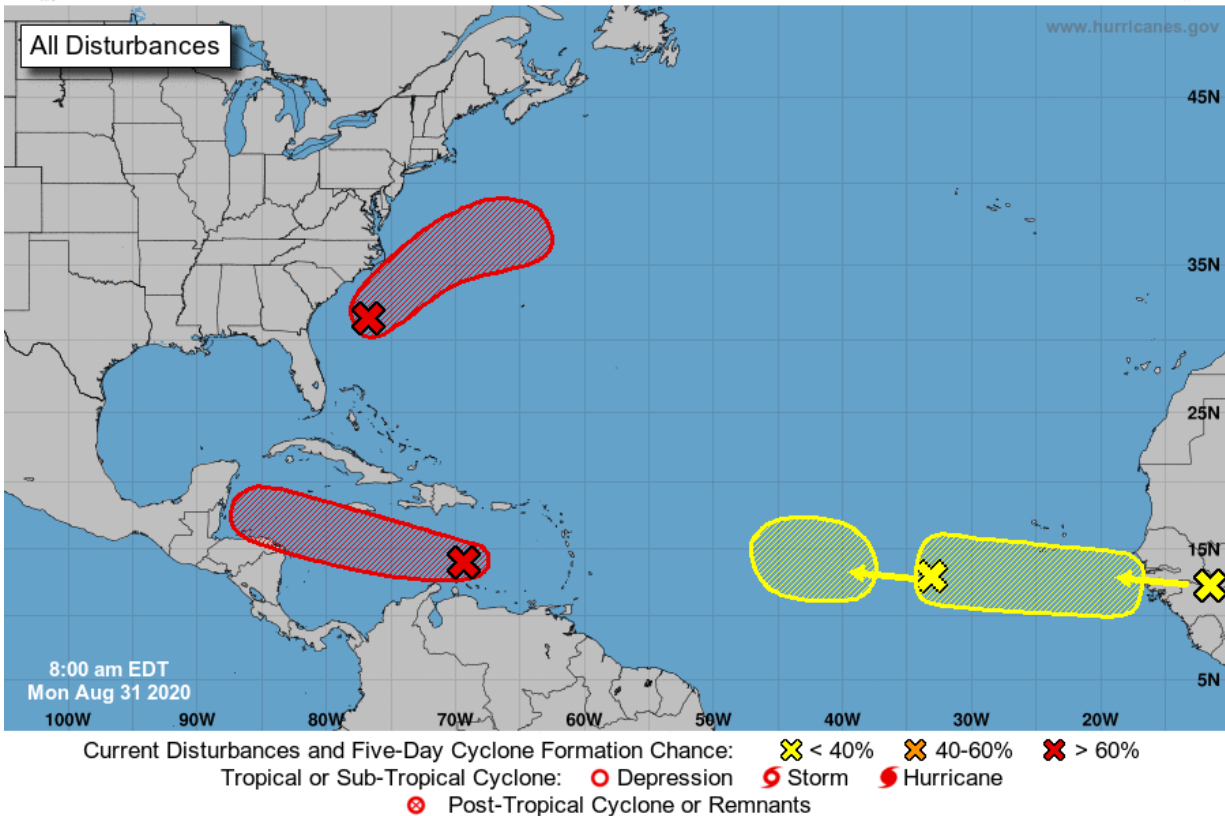 All Disturbances
www.hurricanes.gov
45N
35N
25N
15N
5N
8:00 am EDT
Mon Aug 31 2020
100W 90W 80W 70W 60W 50W 40W 30W 20W
Current Disturbances and Five-Day Cyclone Formation Chance: < 40% 40-60% > 60%
Tropical or Sub-Tropical Cyclone: Depression Storm Hurricane
Post-Tropical Cyclone or Remnants